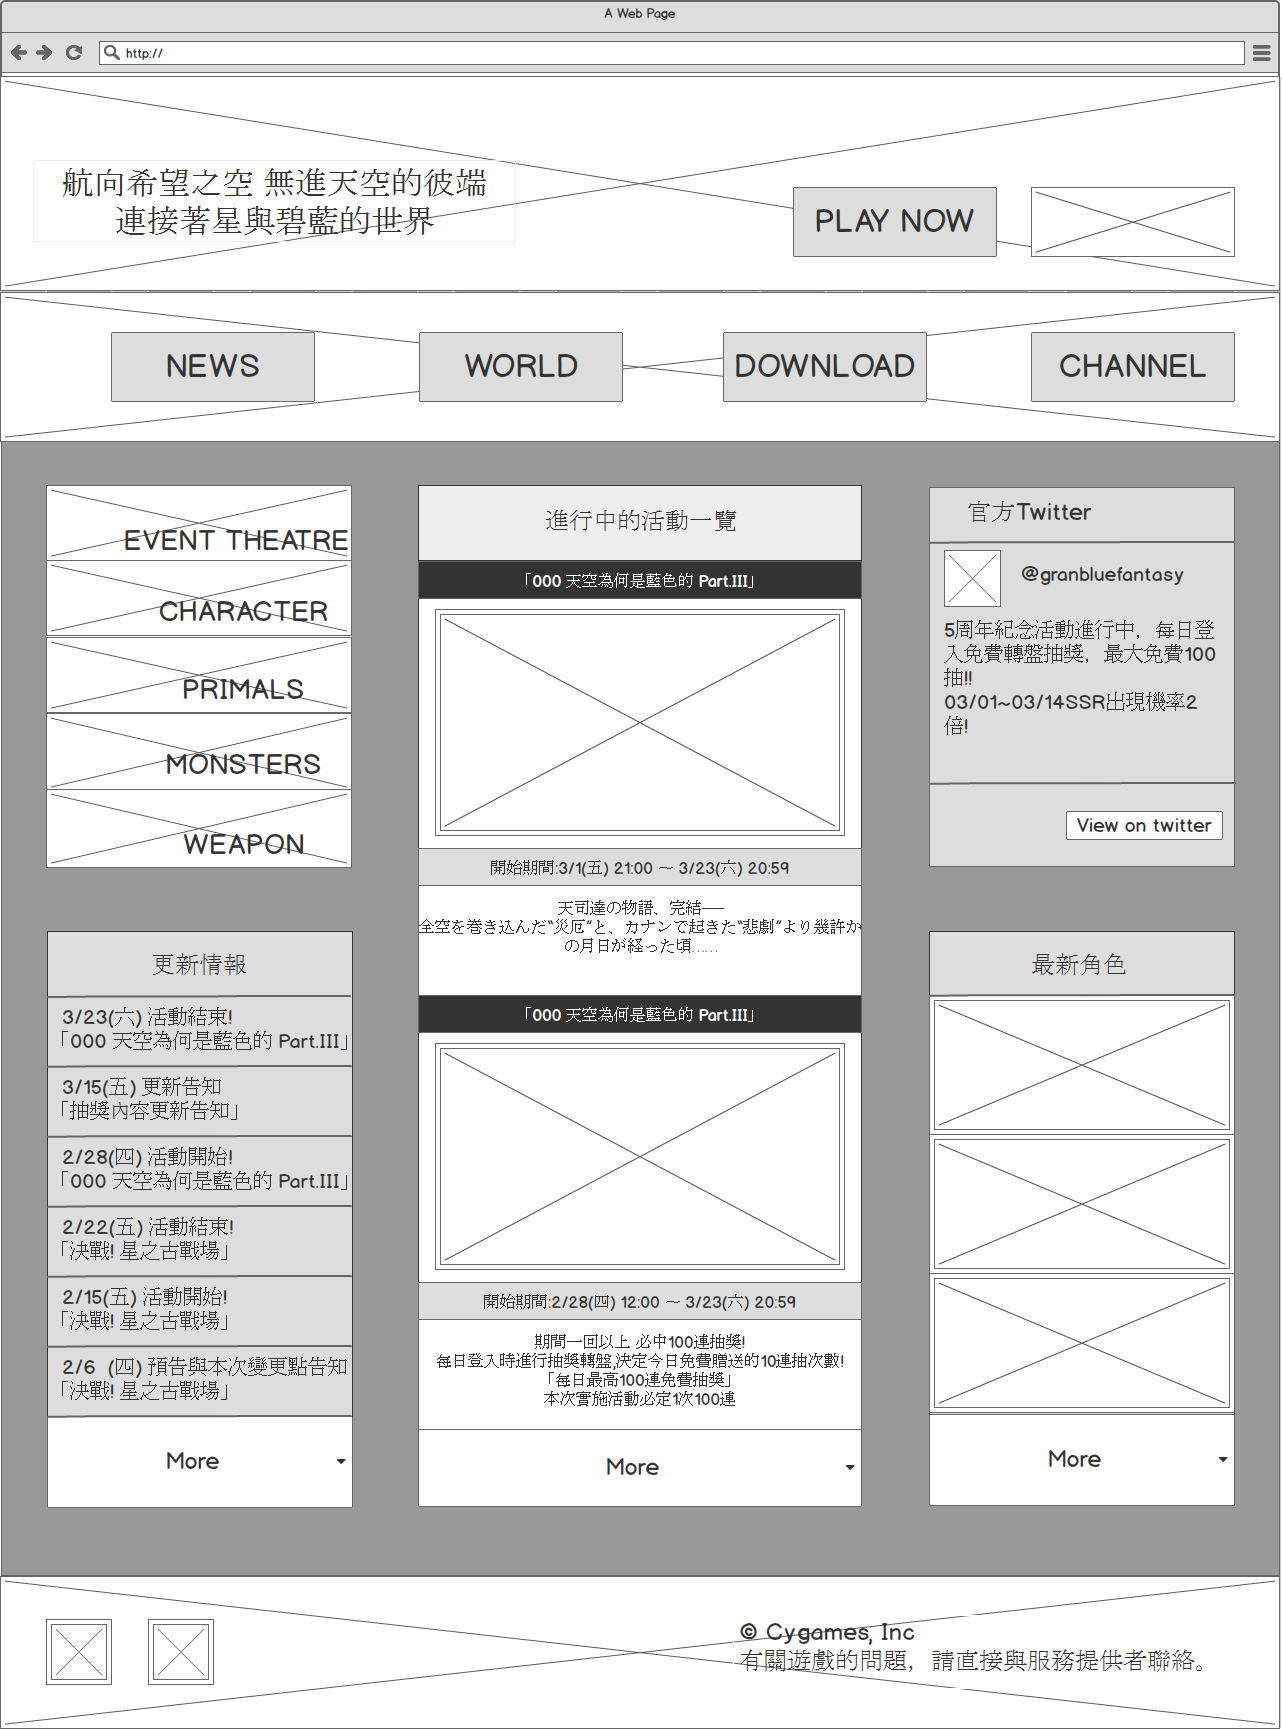 A Web Page
http://
航向希望之空 無進天空的彼端
連接著星與碧藍的世界
PLAY NOW
NEWS
WORLD
DOWNLOAD
CHANNEL
EVENT THEATRE
CHARACTER
PRIMALS
MONSTERS
WEAPON
更新情報
3/23(六) 活動結束!
「000 天空為何是藍色的 Part.III」
3/15(五) 更新告知
「抽獎內容更新告知」
2/28(四) 活動開始!
「000 天空為何是藍色的 Part.III」
2/22(五) 活動結束!
「決戰! 星之古戰場」
2/15(五) 活動開始!
「決戰! 星之古戰場」
2/6 (四) 預告與本次變更點告知
「決戰! 星之古戰場」
More
進行中的活動一覽
「000 天空為何是藍色的 Part.III」
開始期間:3/1(五) 21:00 ～ 3/23(六) 20:59
天司達の物語、完結──
全空を巻き込んだ“災厄”と、カナンで起きた“悲劇”より幾許か
の月日が経った頃……
「000 天空為何是藍色的 Part.III」
開始期間:2/28(四) 12:00 ～ 3/23(六) 20:59
期間一回以上 必中100連抽獎!
每日登入時進行抽獎轉盤,決定今日免費贈送的10連抽次數!
「每日最高100連免費抽獎」
本次實施活動必定1次100連
More
官方Twitter
@granbluefantasy
5周年紀念活動進行中，每日登
入免費轉盤抽獎，最大免費100
抽!!
03/01~03/14SSR出現機率2
倍!
View on twitter
最新角色
More
© Cygames, Inc
有關遊戲的問題，請直接與服務提供者聯絡。